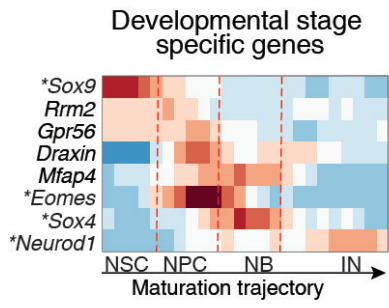 Developmental stage
specific genes
*Sox9
Rrm2
Gpr56
Draxin
Mfap4
*Eomes
*Sox4
*Neurod1
NSC NPC NB IN
Maturation trajectory